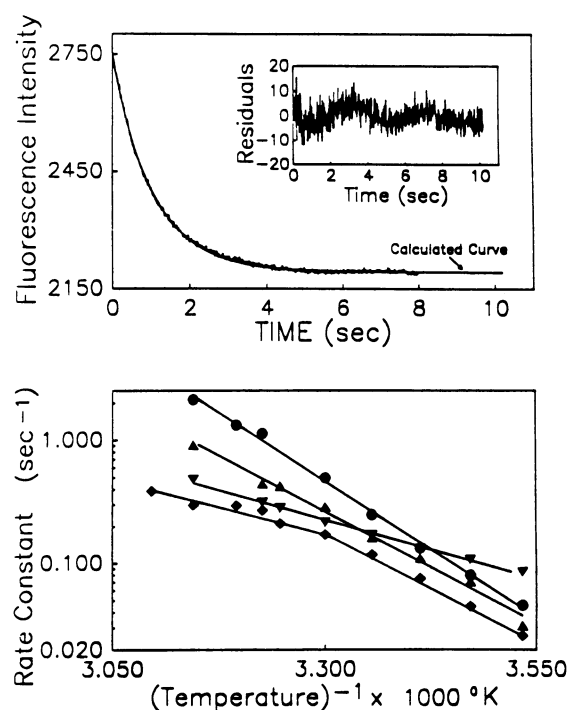 Fluorescence Intensity
2750
2450
2150
0 2 4 6 8 10
TIME (sec)
Calculated Curve
Residuals
20
10
0
-10
-20
0 2 4 6 8 10
Time (sec)
Rate Constant (sec⁻¹)
1.000
0.100
0.020
3.050 3.300 3.550
(Temperature)⁻¹ x 1000 °K